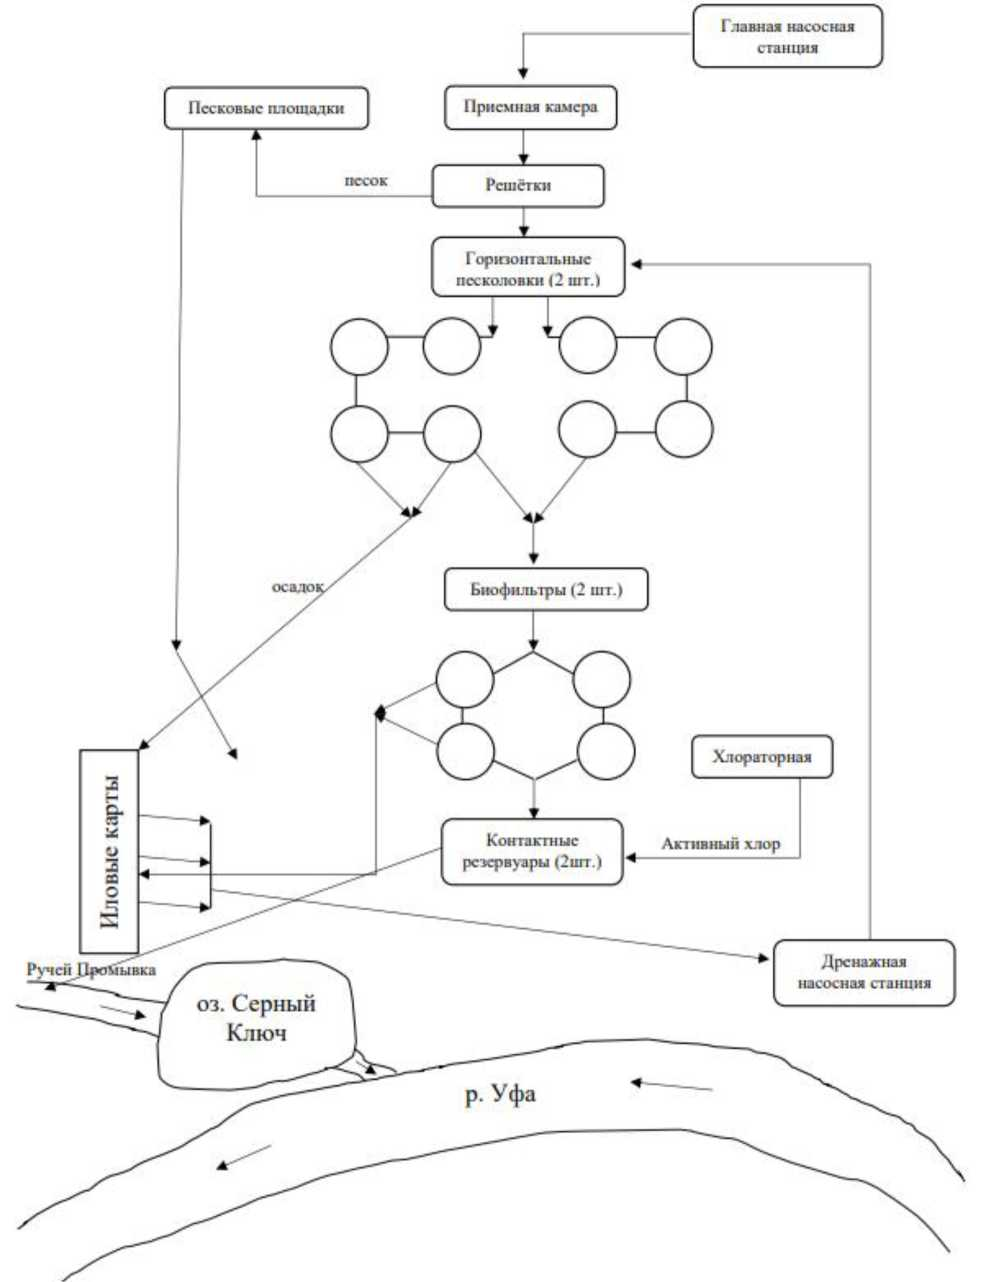 Главная насосная
станция
Песковые площадки
Приемная камера
песок
Решётки
Горизонтальные
песколовки (2 шт.)
осадок
Биофильтры (2 шт.)
Хлораторная
Иловые карты
Контактные
резервуары (2шт.)
Активный хлор
Ручей Промывка
Дренажная
насосная станция
оз. Серный
Ключ
р. Уфа